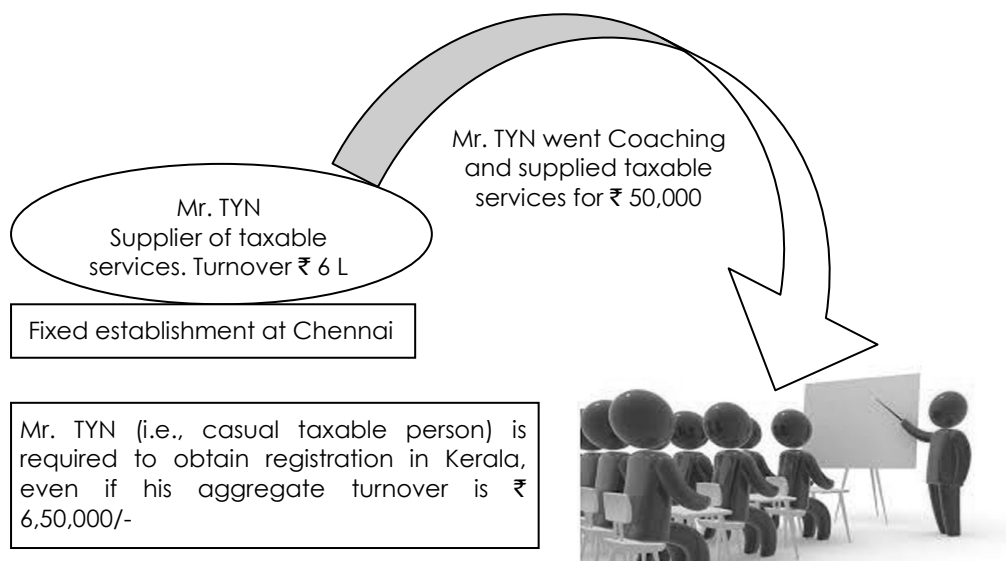 Mr. TYN went Coaching
and supplied taxable
services for ₹ 50,000
Mr. TYN
Supplier of taxable
services. Turnover ₹ 6 L
Fixed establishment at Chennai
Mr. TYN (i.e., casual taxable person) is
required to obtain registration in Kerala,
even if his aggregate turnover is ₹
6,50,000/-